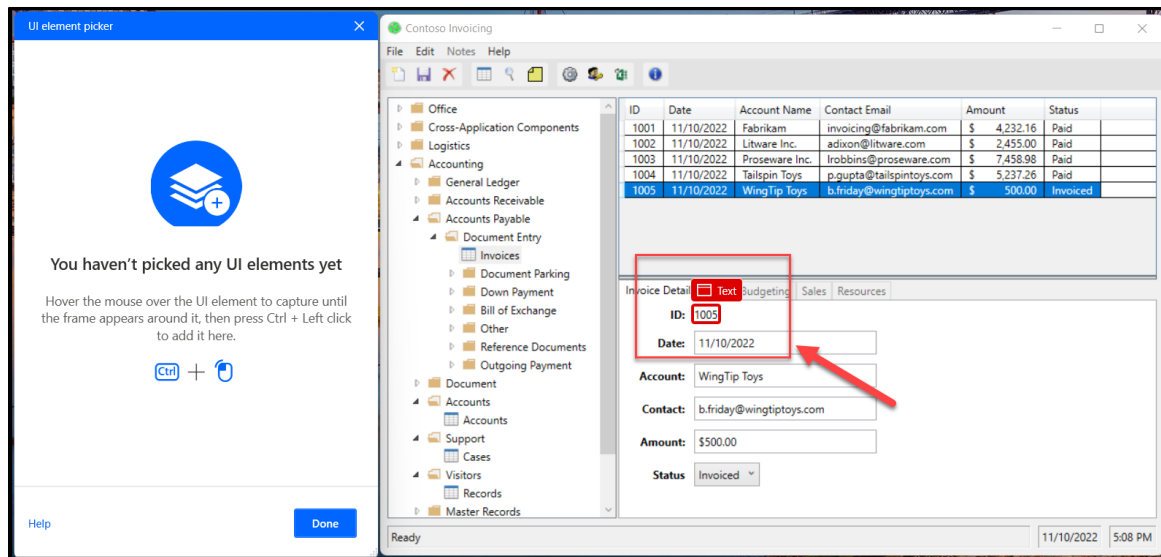 UI element picker
You haven't picked any UI elements yet
Hover the mouse over the UI element to capture until
the frame appears around it, then press Ctrl + Left click
to add it here.
Ctrl +
Help
Done
Contoso Invoicing
File Edit Notes Help
Office
Cross-Application Components
Logistics
Accounting
General Ledger
Accounts Receivable
Accounts Payable
Document Entry
Invoices
Document Parking
Down Payment
Bill of Exchange
Other
Reference Documents
Outgoing Payment
Document
Accounts
Accounts
Support
Cases
Visitors
Records
Master Records
ID Date Account Name Contact Email Amount Status
1001 11/10/2022 Fabrikam invoicing@fabrikam.com $ 4,232.16 Paid
1002 11/10/2022 Litware Inc. adixon@litware.com $ 2,455.00 Paid
1003 11/10/2022 Proseware Inc. lrobbins@proseware.com $ 7,458.98 Paid
1004 11/10/2022 Tailspin Toys p.gupta@tailspintoys.com $ 5,237.26 Paid
1005 11/10/2022 WingTip Toys b.friday@wingtiptoys.com $ 500.00 Invoiced
Invoice Detail Text Budgeting Sales Resources
ID: 1005
Date: 11/10/2022
Account: WingTip Toys
Contact: b.friday@wingtiptoys.com
Amount: $500.00
Status Invoiced
Ready
11/10/2022 5:08 PM